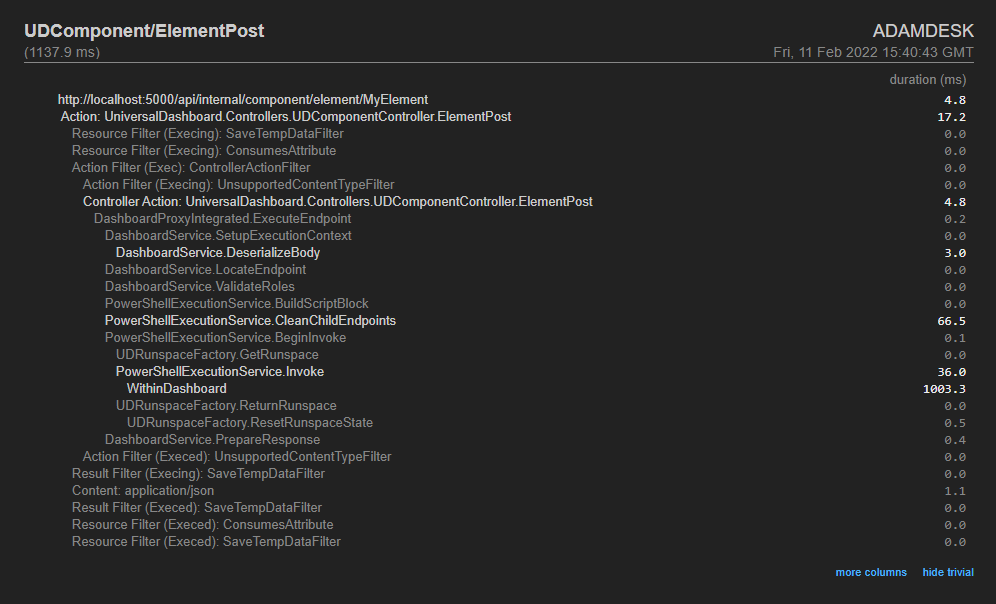 UDComponent/ElementPost ADAMDESK
(1137.9 ms) Fri, 11 Feb 2022 15:40:43 GMT
duration (ms)
http://localhost:5000/api/internal/component/element/MyElement 4.8
Action: UniversalDashboard.Controllers.UDComponentController.ElementPost 17.2
Resource Filter (Execing): SaveTempDataFilter 0.0
Resource Filter (Execing): ConsumesAttribute 0.0
Action Filter (Exec): ControllerActionFilter 0.0
Action Filter (Execing): UnsupportedContentTypeFilter 0.0
Controller Action: UniversalDashboard.Controllers.UDComponentController.ElementPost 4.8
DashboardProxyIntegrated.ExecuteEndpoint 0.2
DashboardService.SetupExecutionContext 0.0
DashboardService.DeserializeBody 3.0
DashboardService.LocateEndpoint 0.0
DashboardService.ValidateRoles 0.0
PowerShellExecutionService.BuildScriptBlock 0.0
PowerShellExecutionService.CleanChildEndpoints 66.5
PowerShellExecutionService.BeginInvoke 0.1
UDRunspaceFactory.GetRunspace 0.0
PowerShellExecutionService.Invoke 36.0
WithinDashboard 1003.3
UDRunspaceFactory.ReturnRunspace 0.0
UDRunspaceFactory.ResetRunspaceState 0.5
DashboardService.PrepareResponse 0.4
Action Filter (Execed): UnsupportedContentTypeFilter 0.0
Result Filter (Execing): SaveTempDataFilter 0.0
Content: application/json 1.1
Result Filter (Execed): SaveTempDataFilter 0.0
Resource Filter (Execed): ConsumesAttribute 0.0
Resource Filter (Execed): SaveTempDataFilter 0.0
more columns hide trivial